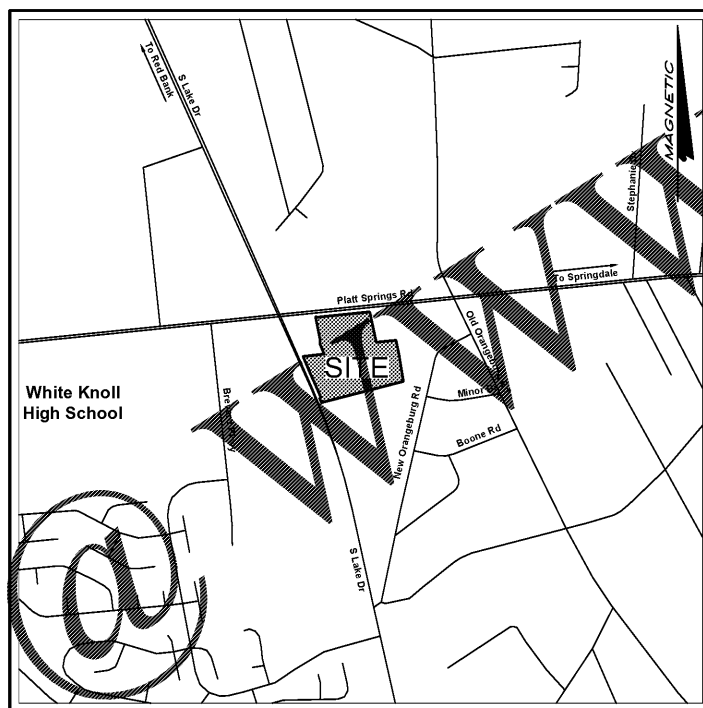 To Red Bank
S Lake Dr
MAGNETIC
Stephanie
To Springdale
Platt Springs Rd
Old Orangeburg
SITE
White Knoll
High School
Minor
New Orangeburg Rd
Boone Rd
S Lake Dr
@WWW